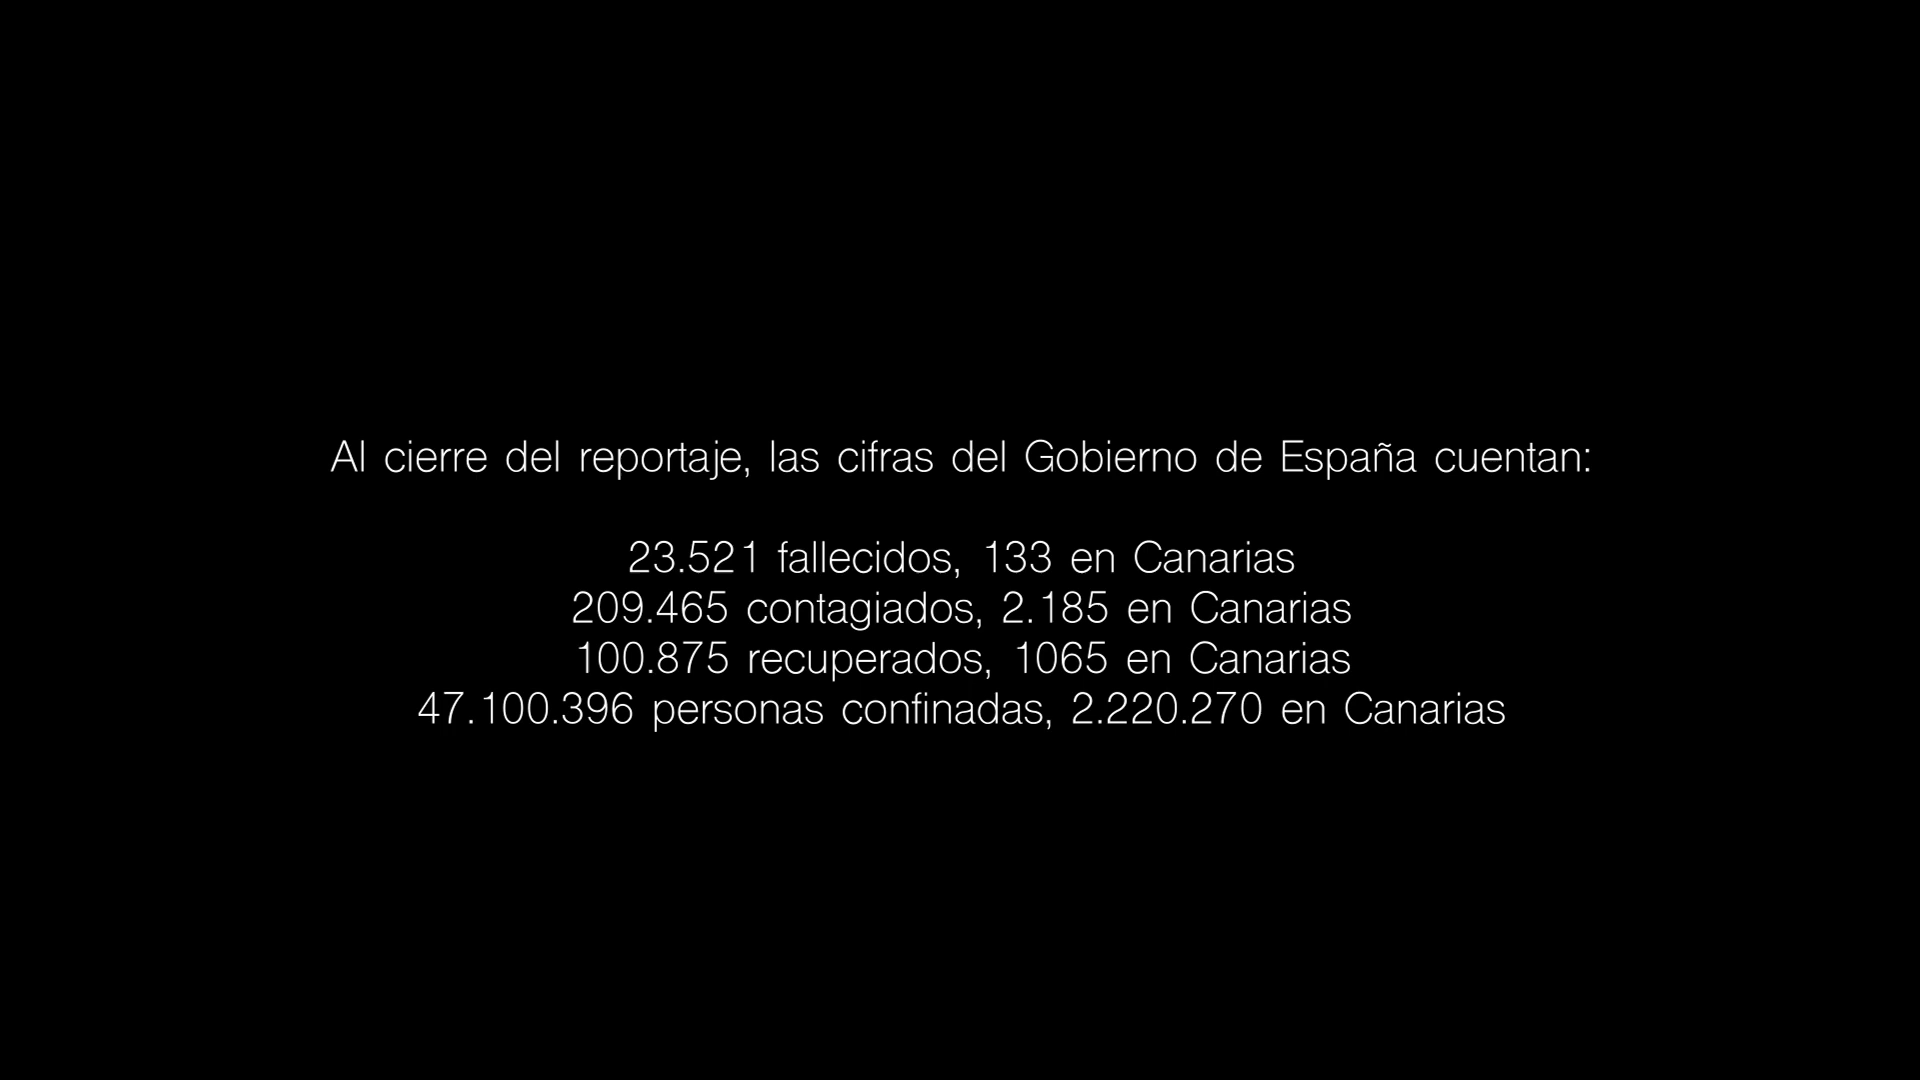 Al cierre del reportaje, las cifras del Gobierno de España cuentan:
23.521 fallecidos, 133 en Canarias
209.465 contagiados, 2.185 en Canarias
100.875 recuperados, 1065 en Canarias
47.100.396 personas confinadas, 2.220.270 en Canarias